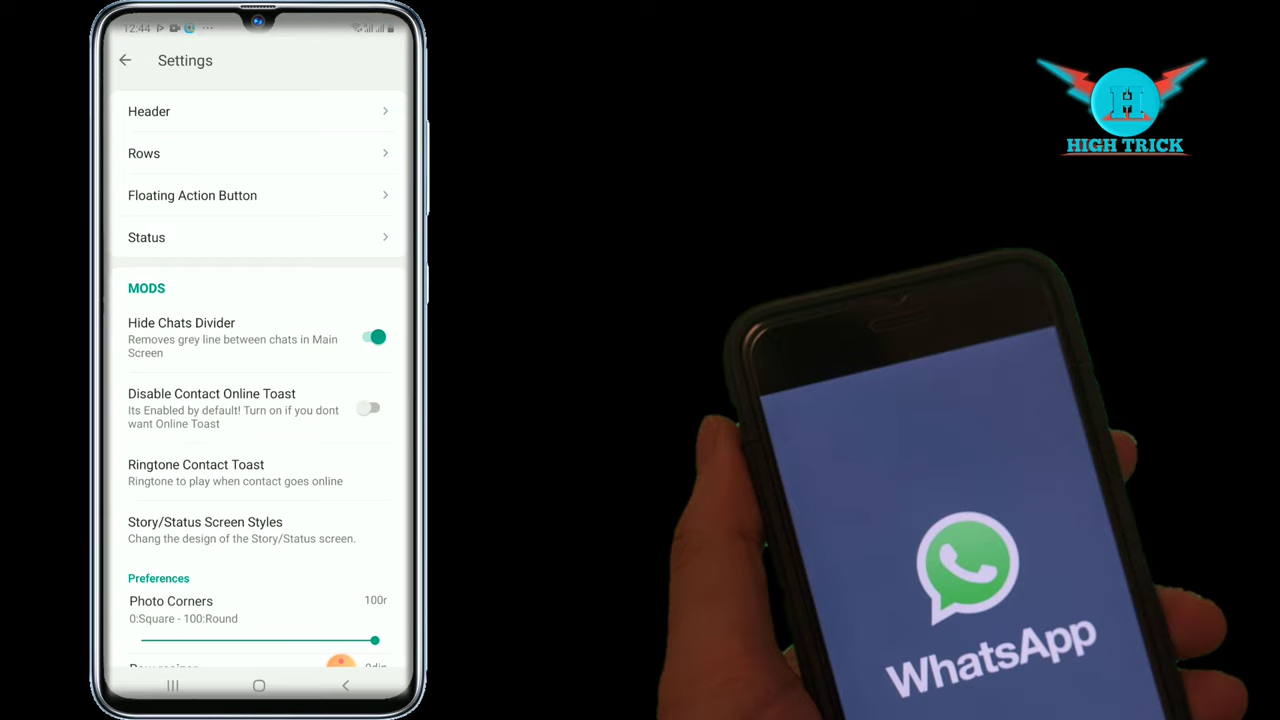 12:44
Settings
Header
Rows
Floating Action Button
Status
MODS
Hide Chats Divider
Removes grey line between chats in Main
Screen
Disable Contact Online Toast
Its Enabled by default! Turn on if you dont
want Online Toast
Ringtone Contact Toast
Ringtone to play when contact goes online
Story/Status Screen Styles
Chang the design of the Story/Status screen.
Preferences
Photo Corners
100r
0:Square - 100:Round
H
HIGH TRICK
WhatsApp